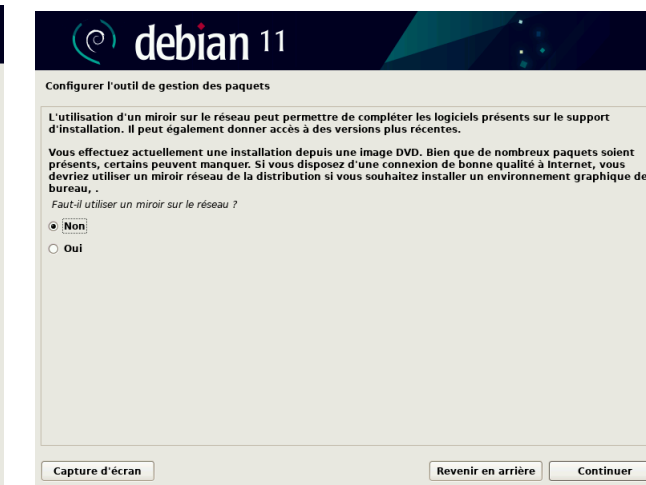 debian 11
Configurer l'outil de gestion des paquets
L'utilisation d'un miroir sur le réseau peut permettre de compléter les logiciels présents sur le support
d'installation. Il peut également donner accès à des versions plus récentes.
Vous effectuez actuellement une installation depuis une image DVD. Bien que de nombreux paquets soient
présents, certains peuvent manquer. Si vous disposez d'une connexion de bonne qualité à Internet, vous
devriez utiliser un miroir réseau de la distribution si vous souhaitez installer un environnement graphique de
bureau, .
Faut-il utiliser un miroir sur le réseau ?
Non
Oui
Capture d'écran
Revenir en arrière
Continuer